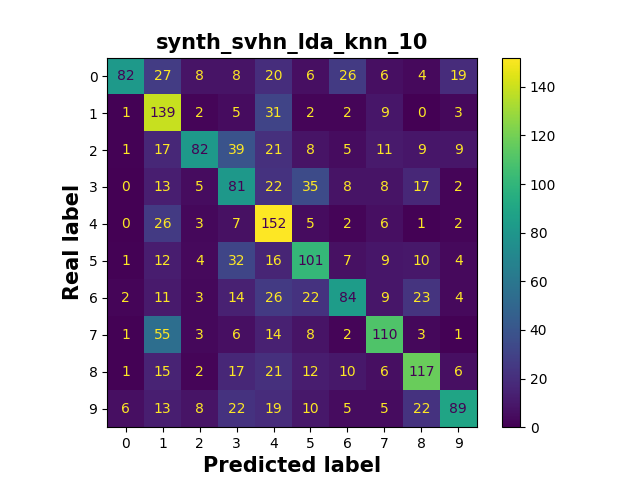 synth_svhn_lda_knn_10
Real label
0 82 27 8 8 20 6 26 6 4 19
1 1 139 2 5 31 2 2 9 0 3
2 1 17 82 39 21 8 5 11 9 9
3 0 13 5 81 22 35 8 8 17 2
4 0 26 3 7 152 5 2 6 1 2
5 1 12 4 32 16 101 7 9 10 4
6 2 11 3 14 26 22 84 9 23 4
7 1 55 3 6 14 8 2 110 3 1
8 1 15 2 17 21 12 10 6 117 6
9 6 13 8 22 19 10 5 5 22 89
0 1 2 3 4 5 6 7 8 9
Predicted label
140
120
100
80
60
40
20
0